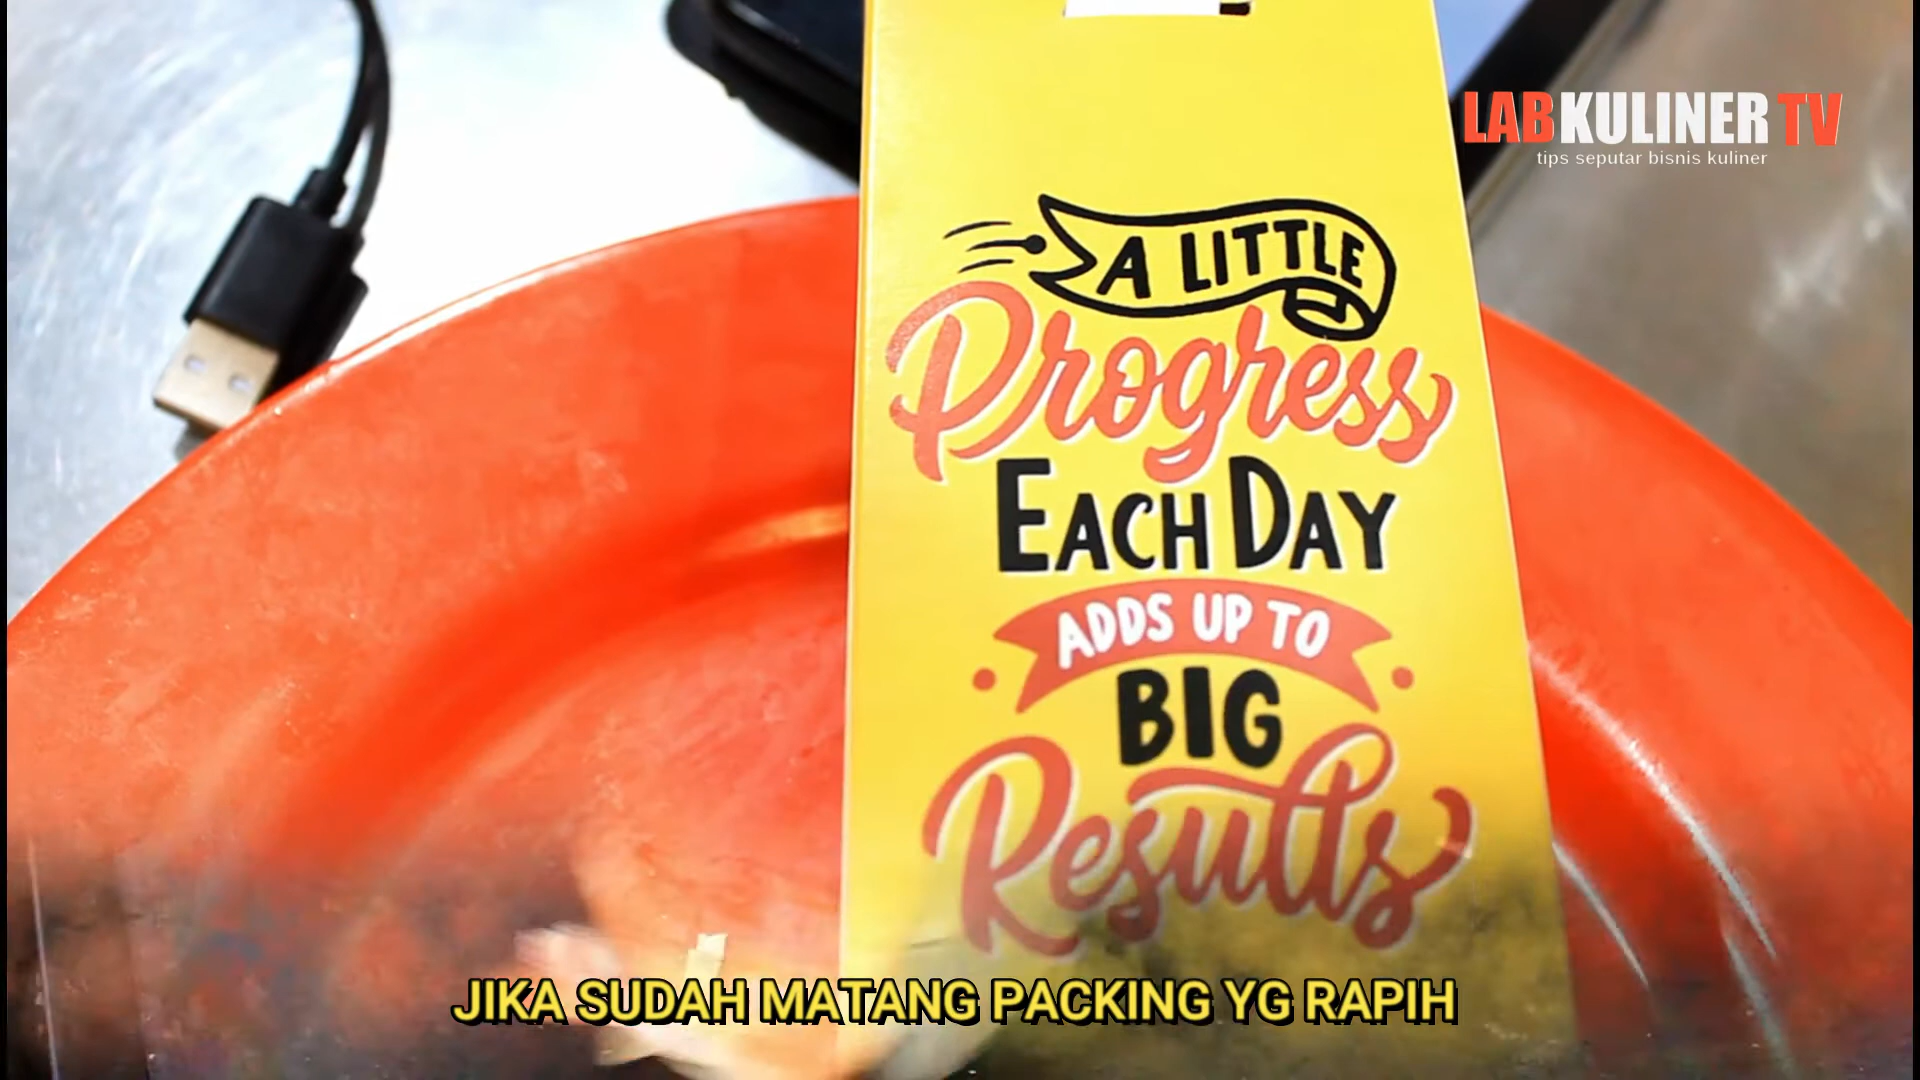 LABKULINER TV
tips seputar bisnis kuliner
A LITTLE
Progress
EACH DAY
ADDS UP TO
BIG
Results
JIKA SUDAH MATANG PACKING YG RAPIH